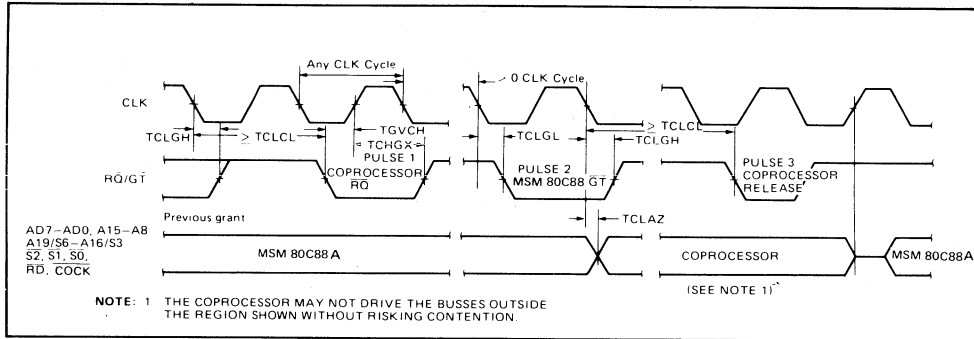 Any CLK Cycle
0 CLK Cycle
CLK
TCLGH
≥ TCLCL
TGVCH
TCHGX
PULSE 1
COPROCESSOR
RQ
TCLGL
PULSE 2
MSM 80C88 GT
≥ TCLCL
TCLGH
PULSE 3
COPROCESSOR
RELEASE
RQ/GT
Previous grant
TCLAZ
AD7-AD0, A15-A8
A19/S6-A16/S3
S2, S1, S0,
RD, COCK
MSM 80C88A
COPROCESSOR
MSM 80C88A
(SEE NOTE 1)
NOTE: 1 THE COPROCESSOR MAY NOT DRIVE THE BUSSES OUTSIDE
THE REGION SHOWN WITHOUT RISKING CONTENTION.